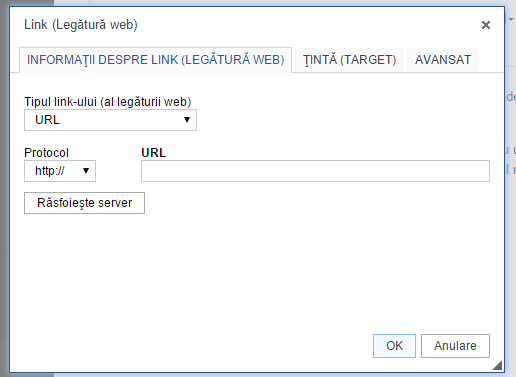 Link (Legătură web)
INFORMAŢII DESPRE LINK (LEGĂTURĂ WEB) ŢINTĂ (TARGET) AVANSAT
Tipul link-ului (al legăturii web)
URL
Protocol URL
http://
Răsfoieşte server
OK Anulare